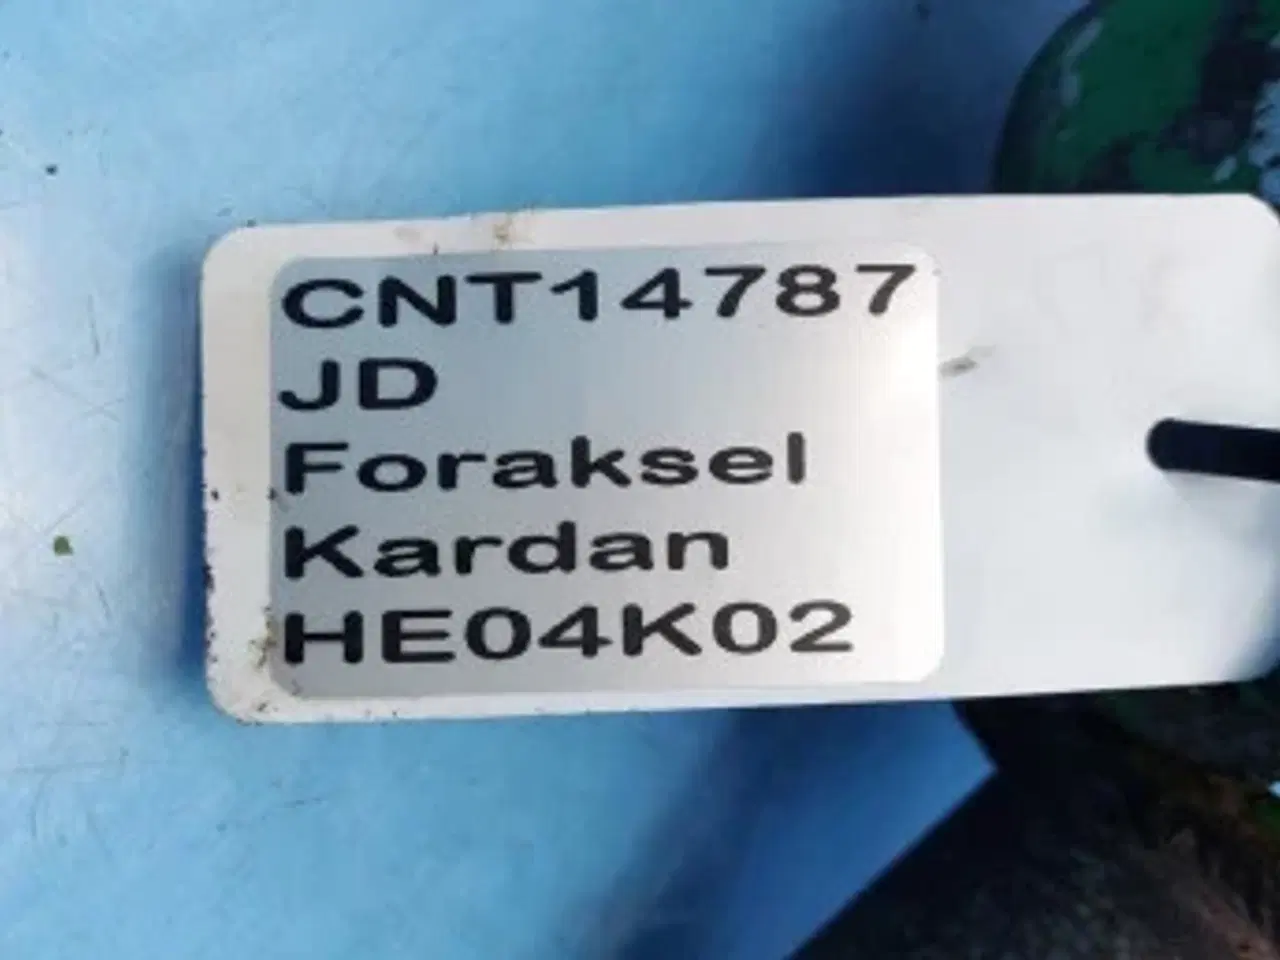 CNT14787
JD
Foraksel
Kardan
HE04K02